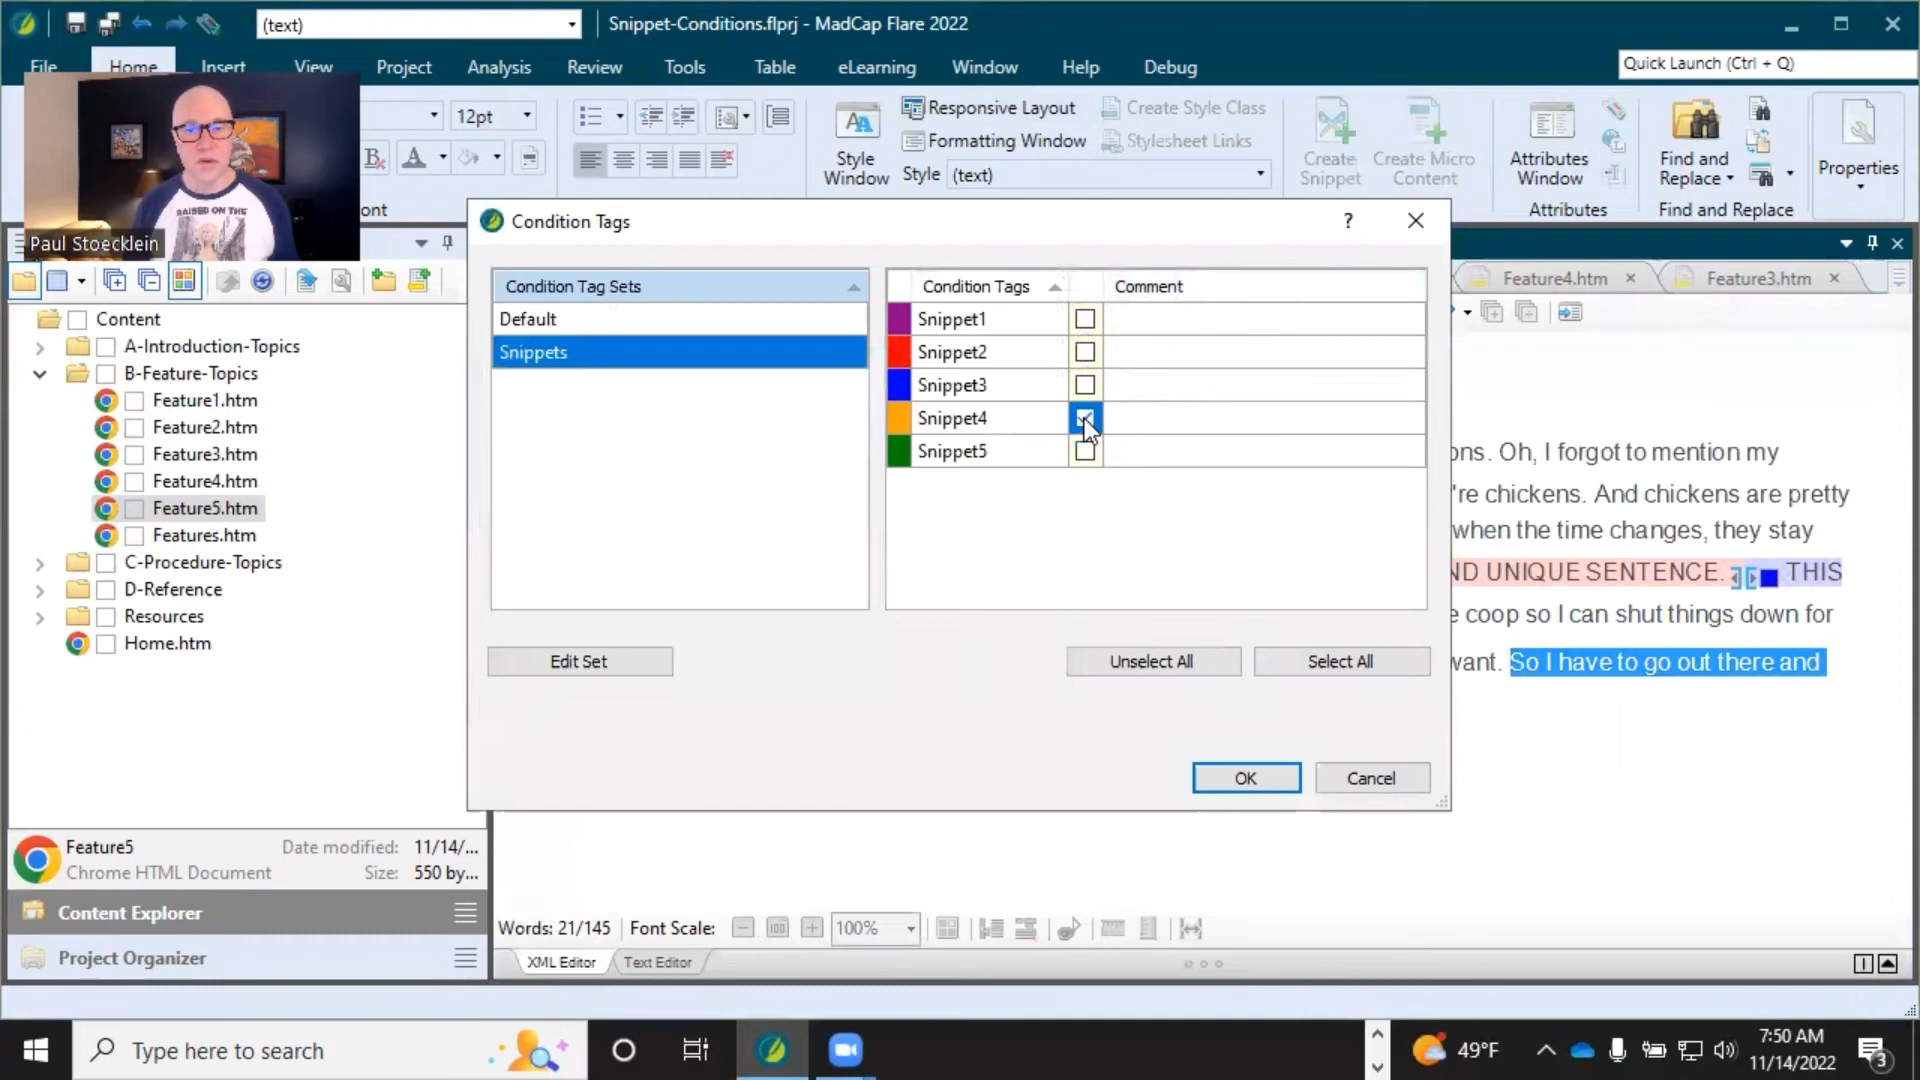 (text)
Snippet-Conditions.flprj - MadCap Flare 2022
File
Home
Insert
View
Project
Analysis
Review
Tools
Table
eLearning
Window
Help
Debug
Quick Launch (Ctrl + Q)
12pt
Style Window
Responsive Layout
Formatting Window
Style (text)
Create Style Class
Stylesheet Links
Create Snippet
Create Micro Content
Attributes Window
Find and Replace
Properties
ont
Attributes
Find and Replace
RAISED ON THE
Paul Stoecklein
Content
A-Introduction-Topics
B-Feature-Topics
Feature1.htm
Feature2.htm
Feature3.htm
Feature4.htm
Feature5.htm
Features.htm
C-Procedure-Topics
D-Reference
Resources
Home.htm
Feature5
Date modified: 11/14/...
Chrome HTML Document
Size: 550 by...
Content Explorer
Project Organizer
Condition Tags
?
Condition Tag Sets
Default
Snippets
Condition Tags
Comment
Snippet1
Snippet2
Snippet3
Snippet4
Snippet5
Edit Set
Unselect All
Select All
OK
Cancel
Feature4.htm
Feature3.htm
ons. Oh, I forgot to mention my
're chickens. And chickens are pretty
when the time changes, they stay
ND UNIQUE SENTENCE. THIS
e coop so I can shut things down for
want. So I have to go out there and
Words: 21/145
Font Scale:
100
100%
XML Editor
Text Editor
Type here to search
49°F
7:50 AM
11/14/2022
3